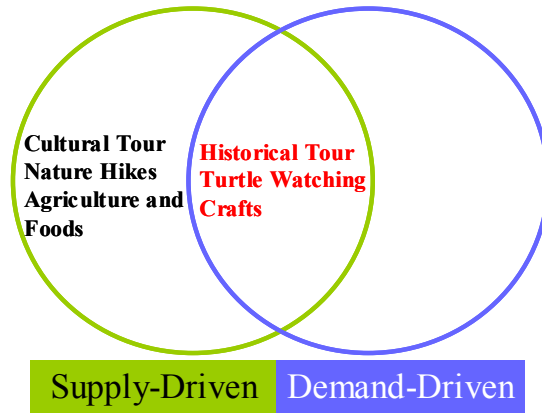 Cultural Tour
Nature Hikes
Agriculture and
Foods
Historical Tour
Turtle Watching
Crafts
Supply-Driven
Demand-Driven